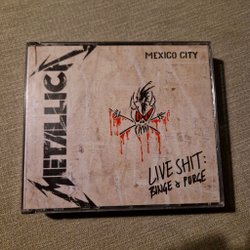 MEXICO CITY
METALLICA
LIVE SHIT:
BINGE & PURGE